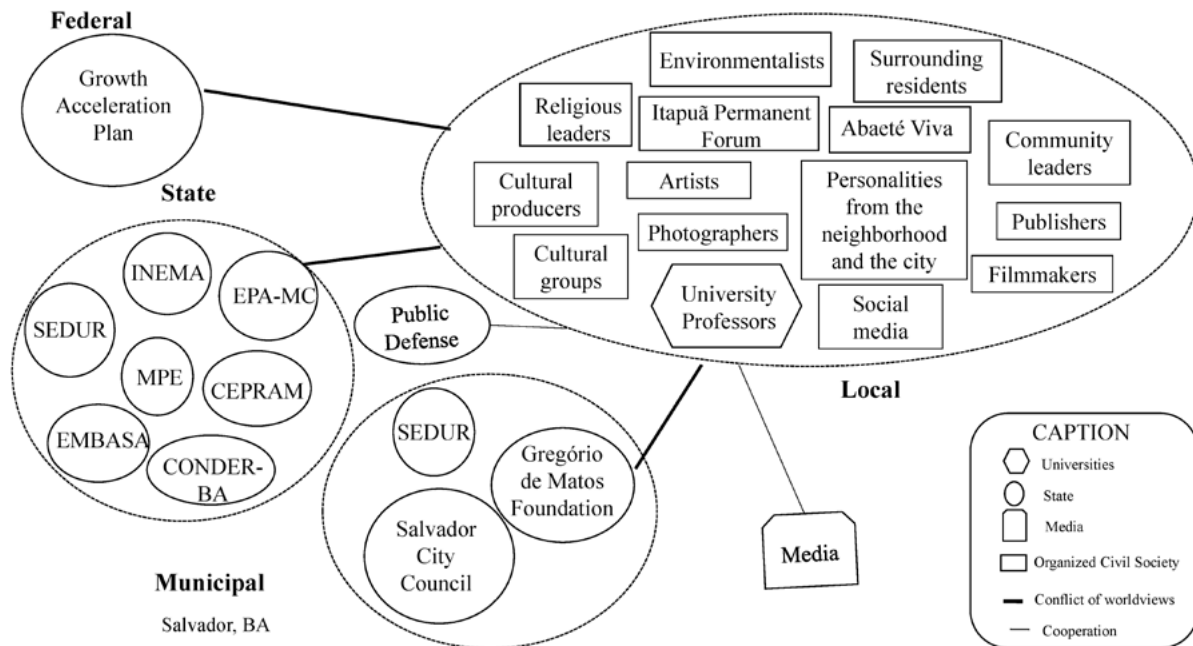 Federal
Growth
Acceleration
Plan
Environmentalists
Surrounding
residents
Religious
leaders
Itapuã Permanent
Forum
Abaeté Viva
Community
leaders
Cultural
producers
Artists
Personalities
from the
neighborhood
and the city
Publishers
Photographers
Cultural
groups
Filmmakers
University
Professors
Social
media
Local
State
INEMA
EPA-MC
SEDUR
MPE
CEPRAM
EMBASA
CONDER-
BA
Public
Defense
SEDUR
Gregório
de Matos
Foundation
Salvador
City
Council
Municipal
Salvador, BA
Media
CAPTION
Universities
State
Media
Organized Civil Society
Conflict of worldviews
Cooperation